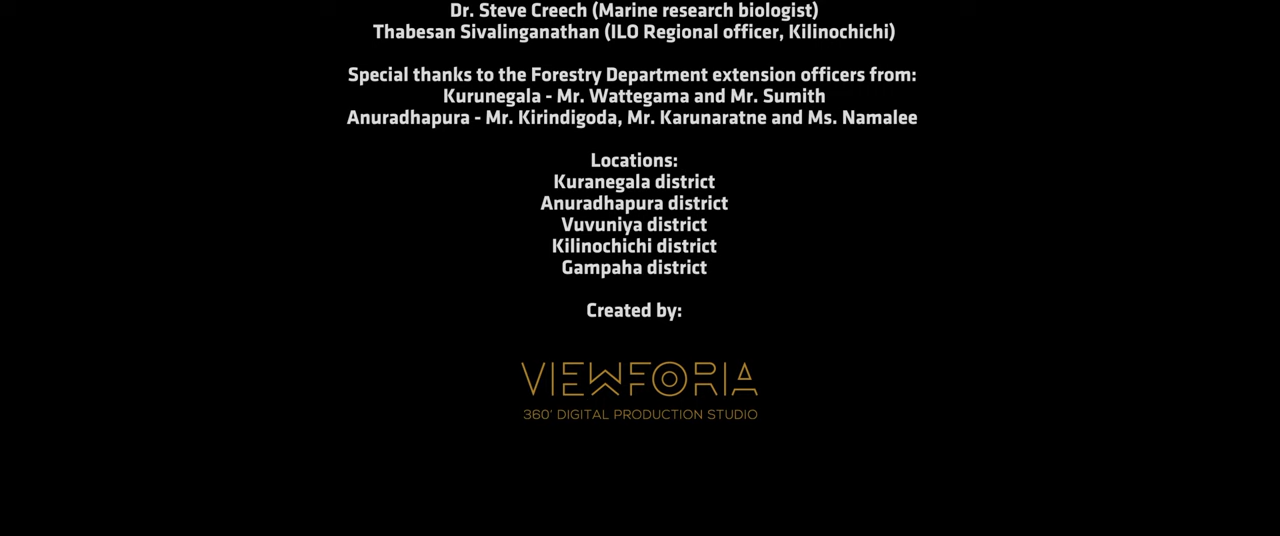 Dr. Steve Creech (Marine research biologist)
Thabesan Sivalinganathan (ILO Regional officer, Kilinochichi)
Special thanks to the Forestry Department extension officers from:
Kurunegala - Mr. Wattegama and Mr. Sumith
Anuradhapura - Mr. Kirindigoda, Mr. Karunaratne and Ms. Namalee
Locations:
Kuranegala district
Anuradhapura district
Vuvuniya district
Kilinochichi district
Gampaha district
Created by:
VIEWFORIA
360' DIGITAL PRODUCTION STUDIO